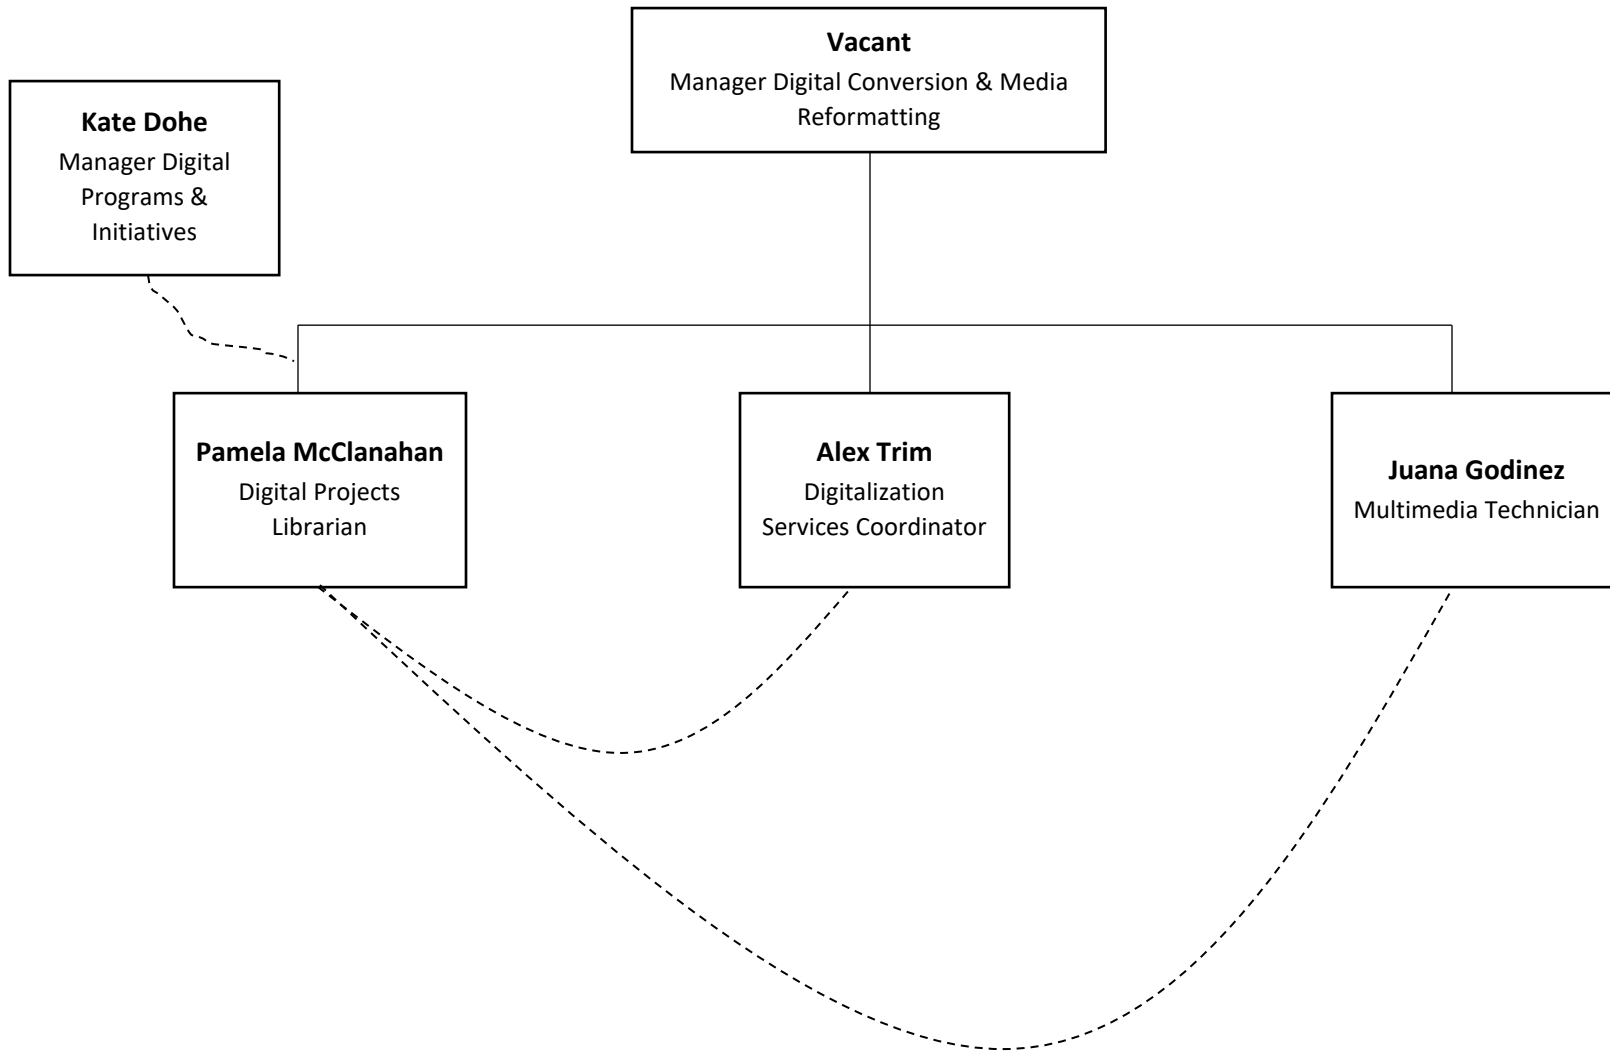 Vacant
Manager Digital Conversion & Media
Reformatting
Kate Dohe
Manager Digital
Programs &
Initiatives
Pamela McClanahan
Digital Projects
Librarian
Alex Trim
Digitalization
Services Coordinator
Juana Godinez
Multimedia Technician